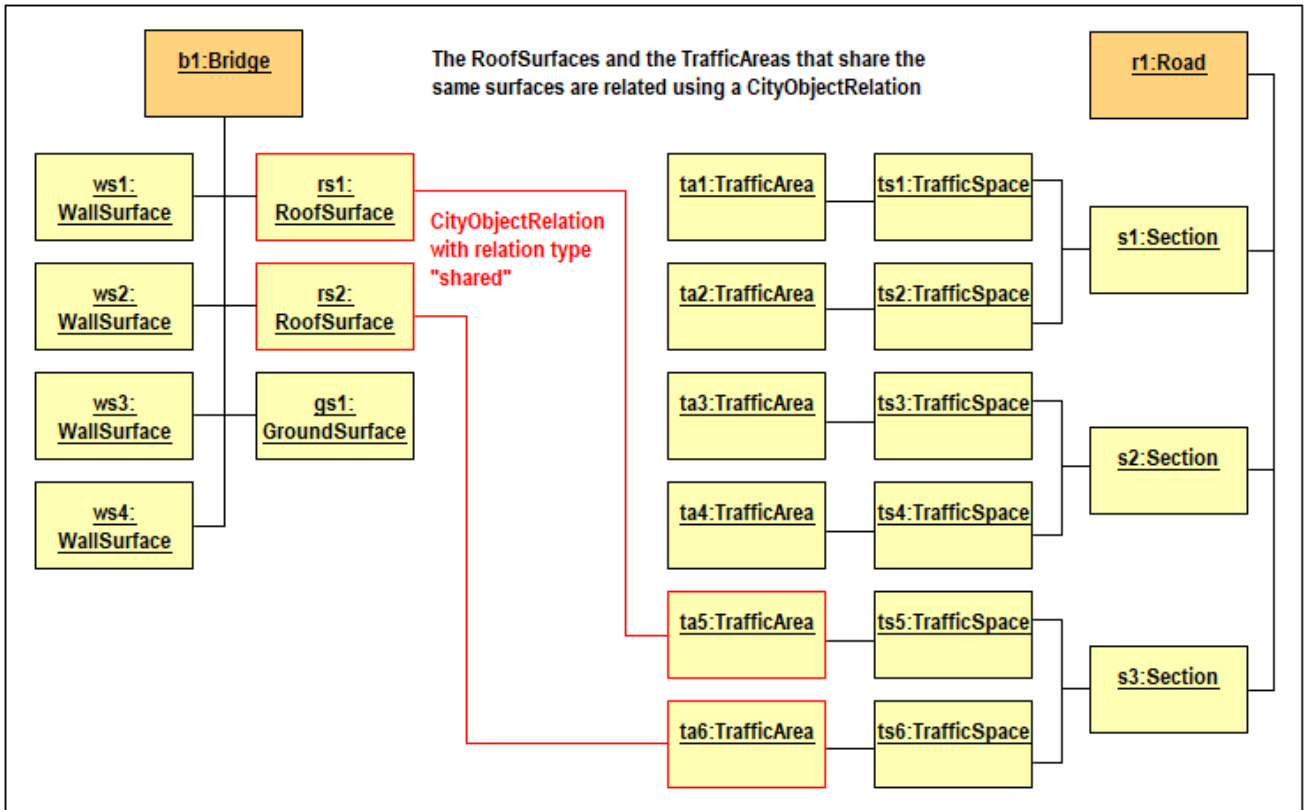 b1:Bridge
The RoofSurfaces and the TrafficAreas that share the
same surfaces are related using a CityObjectRelation
r1:Road
ws1:
WallSurface
rs1:
RoofSurface
CityObjectRelation
with relation type
"shared"
ta1:TrafficArea
ts1:TrafficSpace
s1:Section
ws2:
WallSurface
rs2:
RoofSurface
ta2:TrafficArea
ts2:TrafficSpace
ws3:
WallSurface
gs1:
GroundSurface
ta3:TrafficArea
ts3:TrafficSpace
s2:Section
ws4:
WallSurface
ta4:TrafficArea
ts4:TrafficSpace
ta5:TrafficArea
ts5:TrafficSpace
s3:Section
ta6:TrafficArea
ts6:TrafficSpace